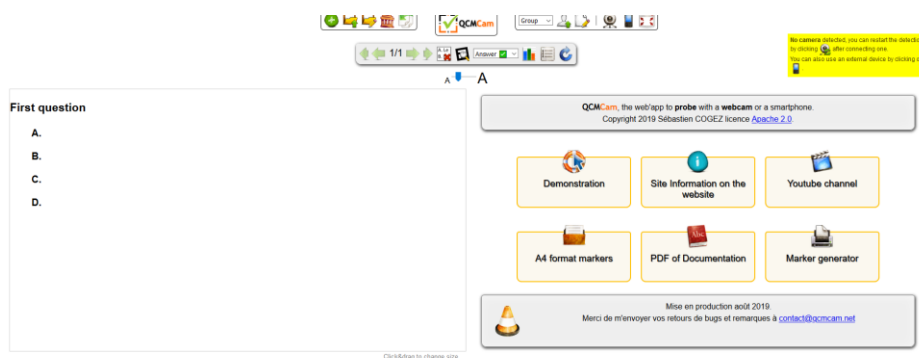 QCMCam
Group
1/1
Answer
A
A
No camera detected, you can restart the detectio
by clicking after connecting one.
You can also use an external device by clicking o
First question
A.
B.
C.
D.
QCMCam, the web'app to probe with a webcam or a smartphone.
Copyright 2019 Sébastien COGEZ licence Apache 2.0.
Demonstration
Site Information on the
website
Youtube channel
A4 format markers
PDF of Documentation
Marker generator
Mise en production août 2019.
Merci de m'envoyer vos retours de bugs et remarques à contact@qcmcam.net
Click&drag to change size